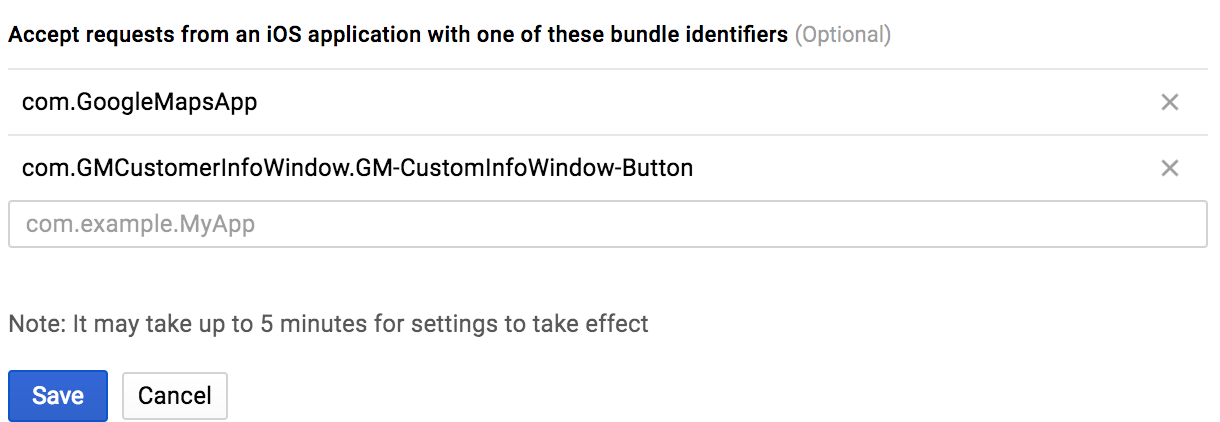 Accept requests from an iOS application with one of these bundle identifiers (Optional)
com.GoogleMapsApp
com.GMCustomerInfoWindow.GM-CustomInfoWindow-Button
com.example.MyApp
Note: It may take up to 5 minutes for settings to take effect
Save Cancel